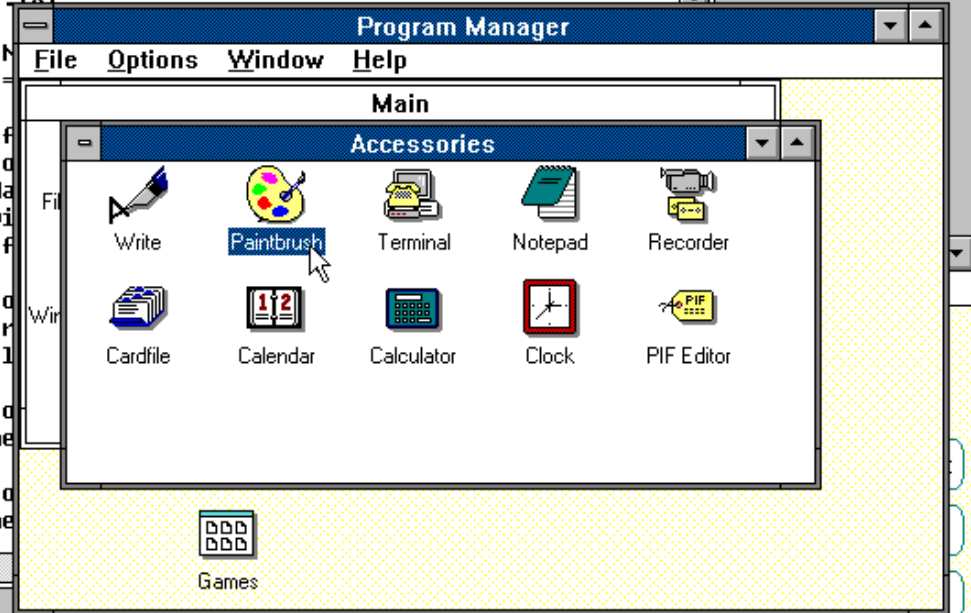 Program Manager
File Options Window Help
Main
Accessories
Write Paintbrush Terminal Notepad Recorder
Cardfile Calendar Calculator Clock PIF Editor
PIF
Games